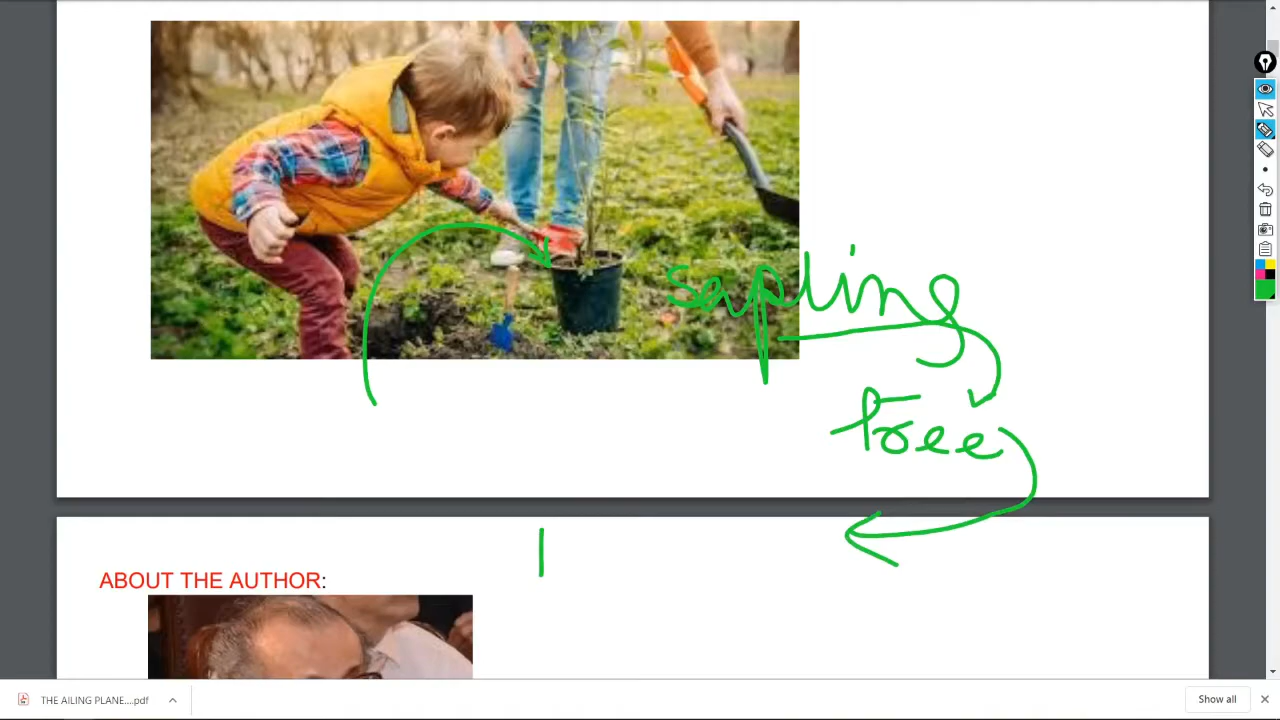 sapling
tree
ABOUT THE AUTHOR:
THE AILING PLANE....pdf
Show all